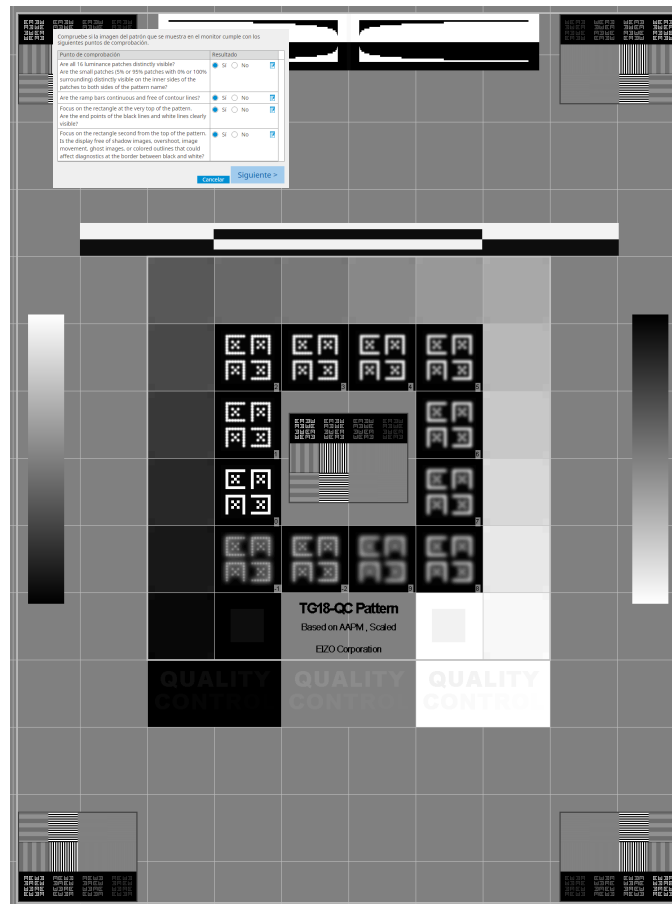 Compruebe si la imagen del patrón que se muestra en el monitor cumple con los
siguientes puntos de comprobación.
Punto de comprobación Resultado
Are all 16 luminance patches distinctly visible? Sí No
Are the small patches (5% or 95% patches with 0% or 100%
surrounding) distinctly visible on the inner sides of the
patches to both sides of the pattern name?
Are the ramp bars continuous and free of contour lines? Sí No
Focus on the rectangle at the very top of the pattern. Sí No
Are the end points of the black lines and white lines clearly
visible?
Focus on the rectangle second from the top of the pattern. Sí No
Is the display free of shadow images, overshoot, image
movement, ghost images, or colored outlines that could
affect diagnostics at the border between black and white?
Cancelar Siguiente >
TG18-QC Pattern
Based on AAPM , Scaled
EIZO Corporation
QUALITY QUALITY QUALITY
CONTROL CONTROL CONTROL